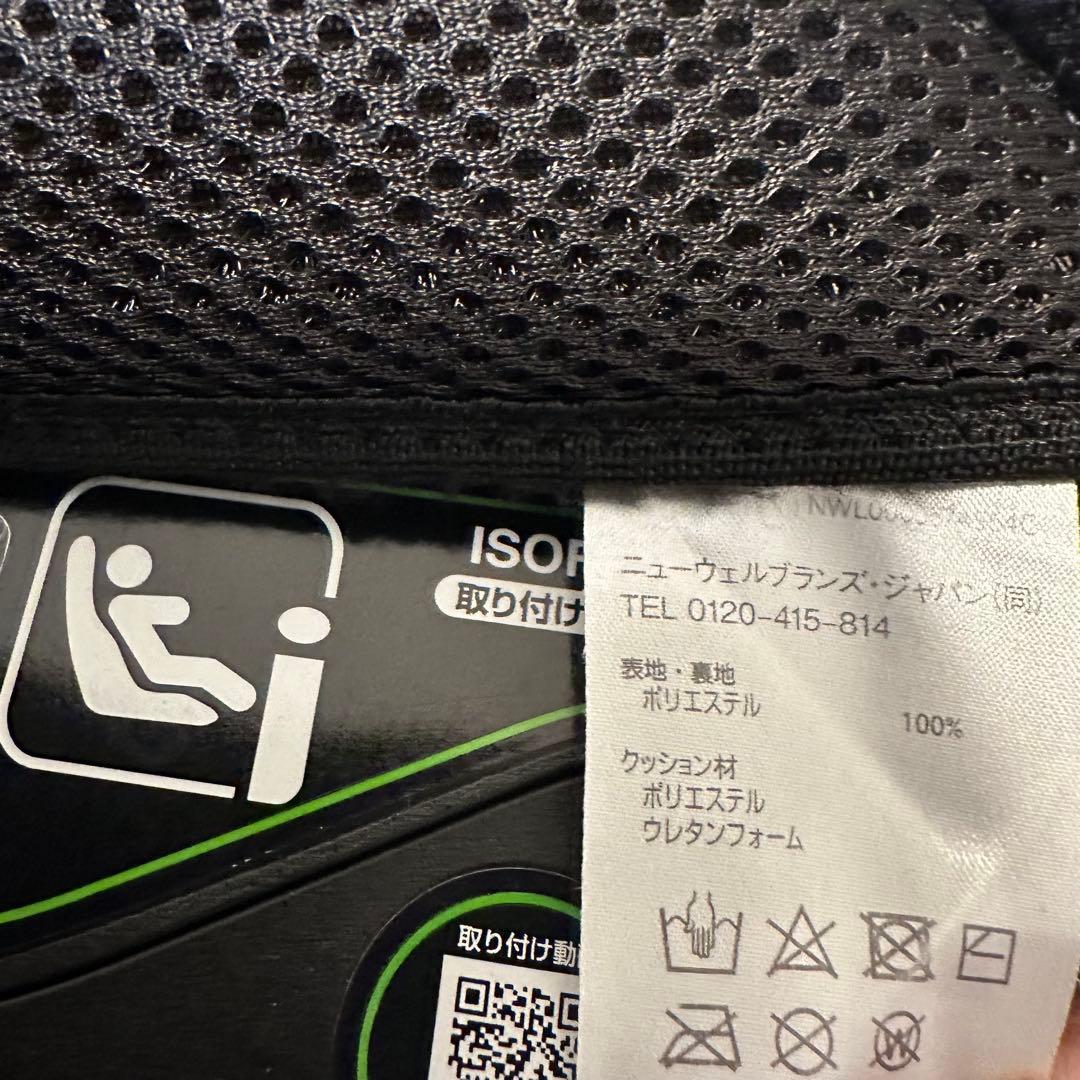 ISOF
取り付け
取り付け動
ニューウェルブランズ・ジャパン(同)
TEL 0120-415-814
表地・裏地
ポリエステル 100%
クッション材
ポリエステル
ウレタンフォーム
W